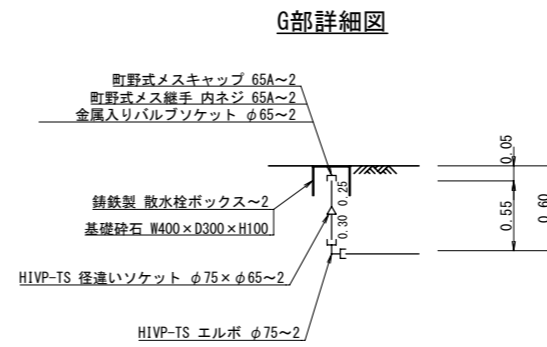 G部詳細図
町野式メスキャップ 65A～2
町野式メス継手 内ネジ 65A～2
金属入りバルブソケット φ65～2
鋳鉄製 散水栓ボックス～2
基礎砕石 W400×D300×H100
HIVP-TS 径違いソケット φ75×φ65～2
HIVP-TS エルボ φ75～2
0.25
0.30
0.05
0.55
0.60